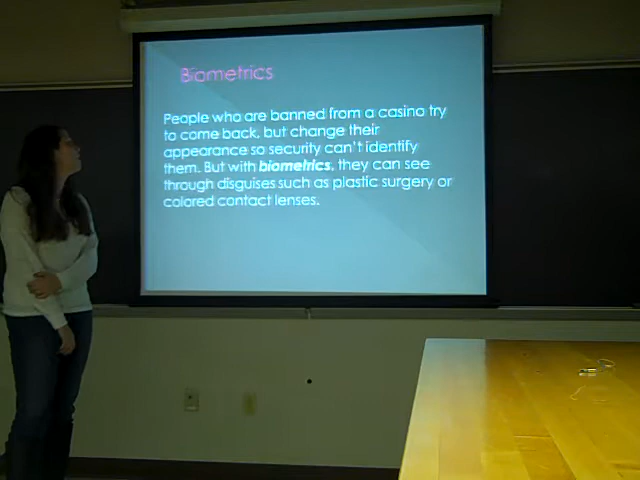 Biometrics
People who are banned from a casino try
to come back, but change their
appearance so security can't identify
them. But with biometrics, they can see
through disguises such as plastic surgery or
colored contact lenses.